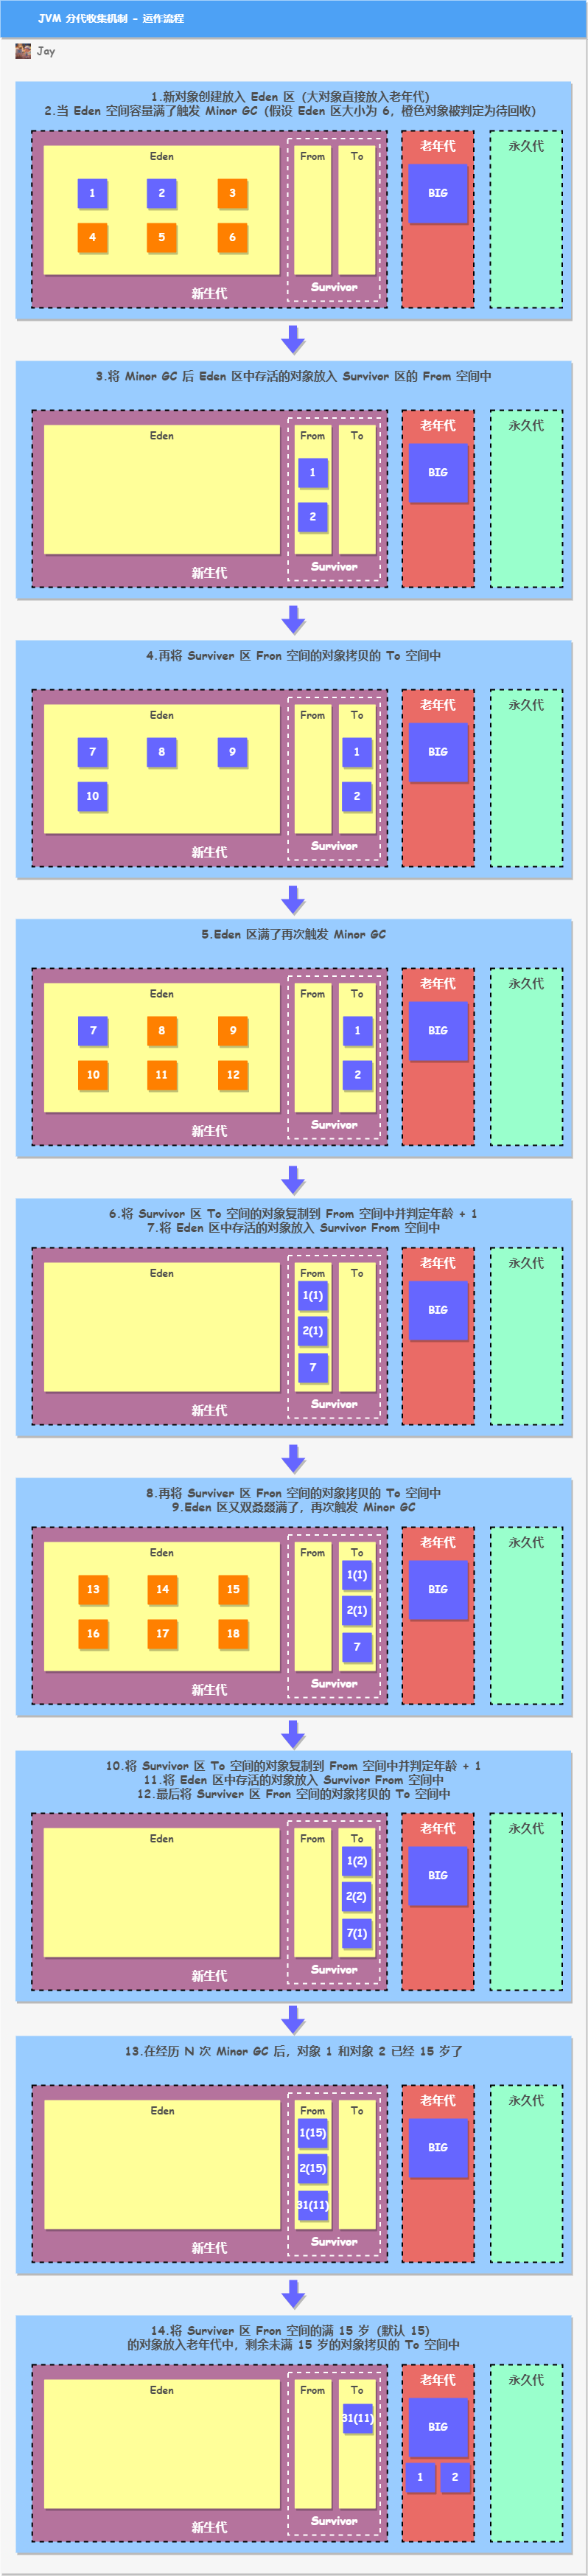 JVM 分代收集机制 - 运作流程
Jay
1.新对象创建放入 Eden 区 (大对象直接放入老年代)
2.当 Eden 空间容量满了触发 Minor GC (假设 Eden 区大小为 6，橙色对象被判定为待回收)
Eden From To 老年代 永久代
1 2 3 BIG
4 5 6
新生代 Survivor
3.将 Minor GC 后 Eden 区中存活的对象放入 Survivor 区的 From 空间中
Eden From To 老年代 永久代
1 BIG
2
新生代 Survivor
4.再将 Surviver 区 Fron 空间的对象拷贝的 To 空间中
Eden From To 老年代 永久代
7 8 9 1 BIG
10 2
新生代 Survivor
5.Eden 区满了再次触发 Minor GC
Eden From To 老年代 永久代
7 8 9 1 BIG
10 11 12 2
新生代 Survivor
6.将 Survivor 区 To 空间的对象复制到 From 空间中并判定年龄 + 1
7.将 Eden 区中存活的对象放入 Survivor From 空间中
Eden From To 老年代 永久代
1(1) BIG
2(1)
7
新生代 Survivor
8.再将 Surviver 区 Fron 空间的对象拷贝的 To 空间中
9.Eden 区又双叒叕满了，再次触发 Minor GC
Eden From To 老年代 永久代
13 14 15 1(1) BIG
2(1)
16 17 18 7
新生代 Survivor
10.将 Survivor 区 To 空间的对象复制到 From 空间中并判定年龄 + 1
11.将 Eden 区中存活的对象放入 Survivor From 空间中
12.最后将 Surviver 区 Fron 空间的对象拷贝的 To 空间中
Eden From To 老年代 永久代
1(2) BIG
2(2)
7(1)
新生代 Survivor
13.在经历 N 次 Minor GC 后，对象 1 和对象 2 已经 15 岁了
Eden From To 老年代 永久代
1(15) BIG
2(15)
31(11)
新生代 Survivor
14.将 Surviver 区 Fron 空间的满 15 岁 (默认 15)
的对象放入老年代中，剩余未满 15 岁的对象拷贝的 To 空间中
Eden From To 老年代 永久代
31(11) BIG
1 2
新生代 Survivor